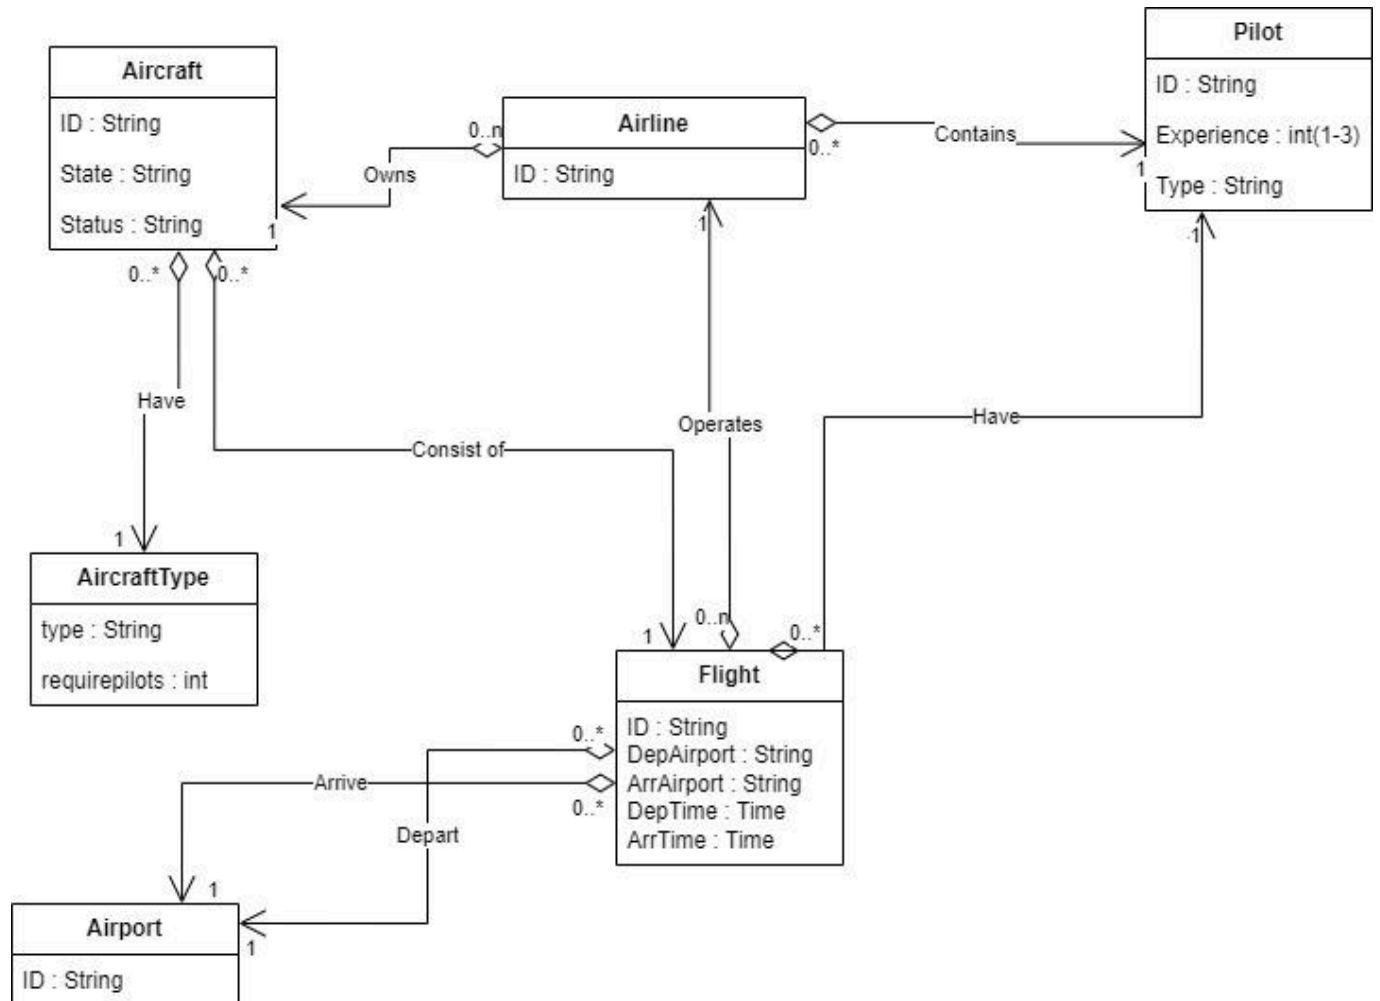 Pilot
ID : String
Experience : int(1-3)
Type : String
Aircraft
ID : String
State : String
Status : String
Airline
ID : String
0..n
Owns
1
0..*
Contains
1
0..*
0..*
1
1
Have
Consist of
Operates
Have
1
AircraftType
type : String
requirepilots : int
1
0..n
0..*
Flight
ID : String
DepAirport : String
ArrAirport : String
DepTime : Time
ArrTime : Time
0..*
Arrive
0..*
Depart
1
1
Airport
ID : String